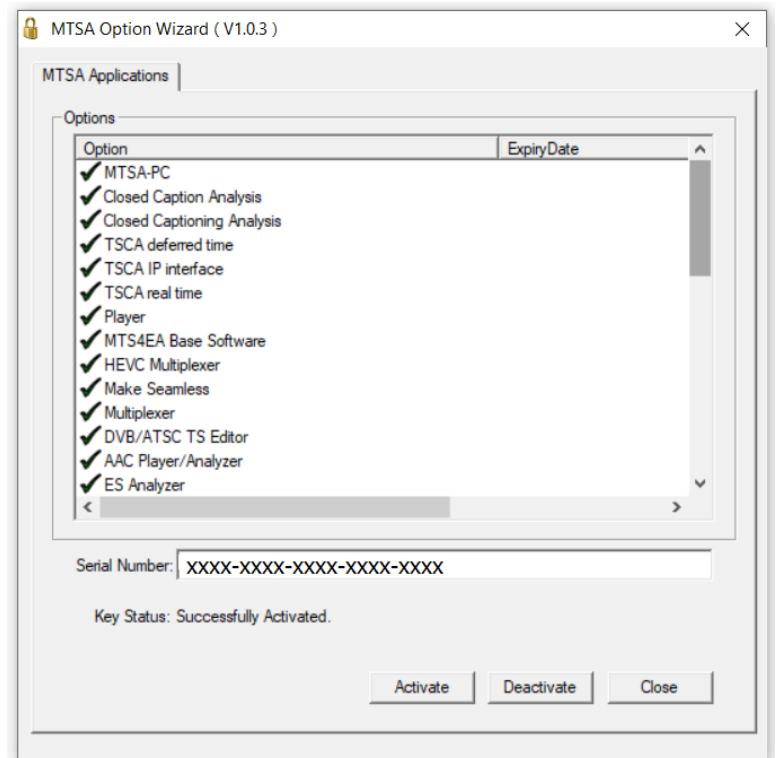 MTSA Option Wizard ( V1.0.3 )
MTSA Applications
Options
Option ExpiryDate
MTSA-PC
Closed Caption Analysis
Closed Captioning Analysis
TSCA deferred time
TSCA IP interface
TSCA real time
Player
MTS4EA Base Software
HEVC Multiplexer
Make Seamless
Multiplexer
DVB/ATSC TS Editor
AAC Player/Analyzer
ES Analyzer
Serial Number: XXXX-XXXX-XXXX-XXXX-XXXX
Key Status: Successfully Activated.
Activate Deactivate Close